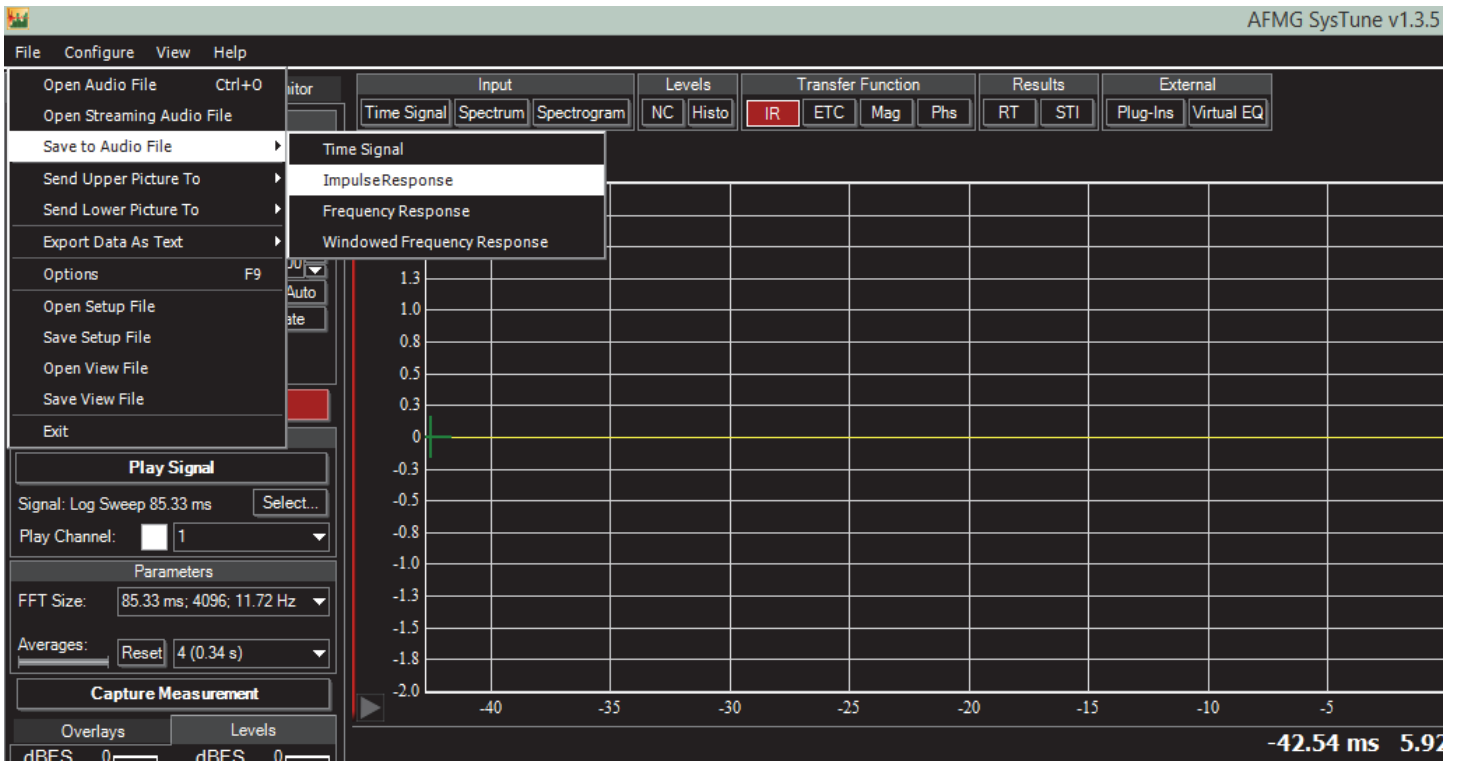 AFMG SysTune v1.3.5
File Configure View Help
Open Audio File Ctrl+O
Open Streaming Audio File
Save to Audio File
Send Upper Picture To
Send Lower Picture To
Export Data As Text
Options F9
Open Setup File
Save Setup File
Open View File
Save View File
Exit
Time Signal
ImpulseResponse
Frequency Response
Windowed Frequency Response
Input
Time Signal Spectrum Spectrogram
Levels
NC Histo
Transfer Function
IR ETC Mag Phs
Results
RT STI
External
Plug-Ins Virtual EQ
Auto
Play Signal
Signal: Log Sweep 85.33 ms Select...
Play Channel: 1
Parameters
FFT Size: 85.33 ms; 4096; 11.72 Hz
Averages: Reset 4 (0.34 s)
Capture Measurement
Overlays Levels
dBFS 0 dBFS 0
1.3
1.0
0.8
0.5
0.3
0
-0.3
-0.5
-0.8
-1.0
-1.3
-1.5
-1.8
-2.0
-40 -35 -30 -25 -20 -15 -10 -5
-42.54 ms 5.92